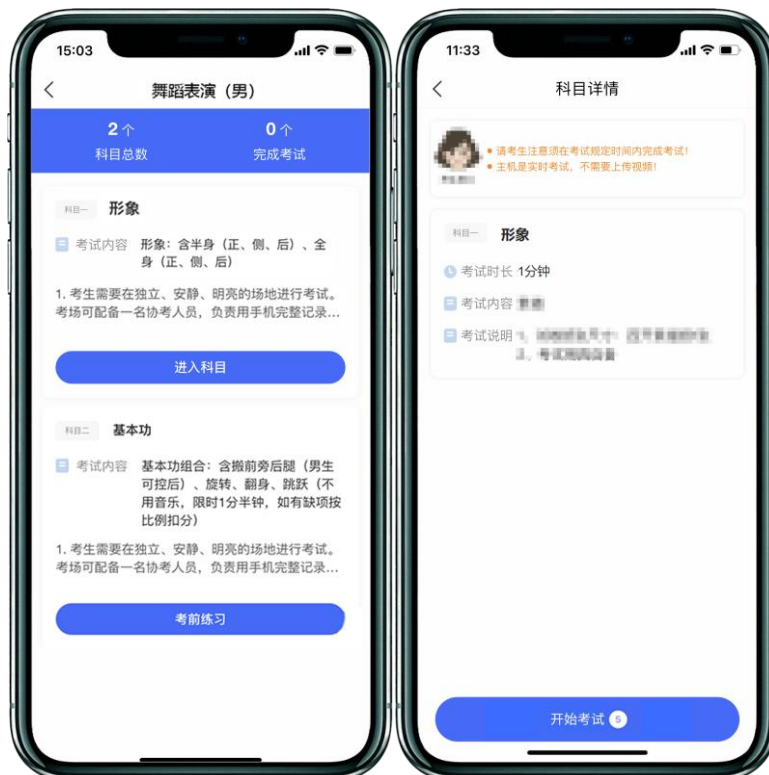 15:03
舞蹈表演（男）
2个
0个
科目总数
完成考试
科目一
形象
考试内容
形象：含半身（正、侧、后）、全
身（正、侧、后）
1. 考生需要在独立、安静、明亮的场地进行考试。
考场可配备一名协考人员，负责用手机完整记录...
进入科目
科目二
基本功
考试内容
基本功组合：含搬前旁后腿（男生
可控后）、旋转、翻身、跳跃（不
用音乐，限时1分半钟，如有缺项按
比例扣分）
1. 考生需要在独立、安静、明亮的场地进行考试。
考场可配备一名协考人员，负责用手机完整记录...
考前练习
11:33
科目详情
请考生注意须在考试规定时间内完成考试!
主机是实时考试，不需要上传视频!
科目一
形象
考试时长 1分钟
考试内容
考试说明
开始考试 5